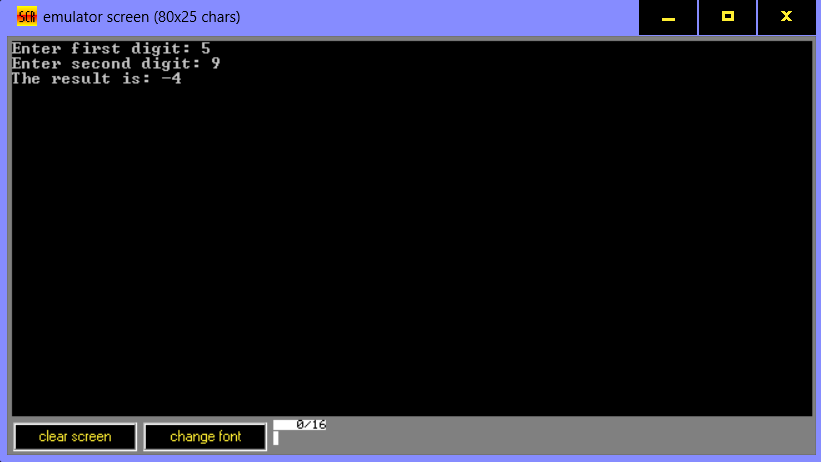 SCR emulator screen (80x25 chars)
Enter first digit: 5
Enter second digit: 9
The result is: -4
clear screen change font 0/16